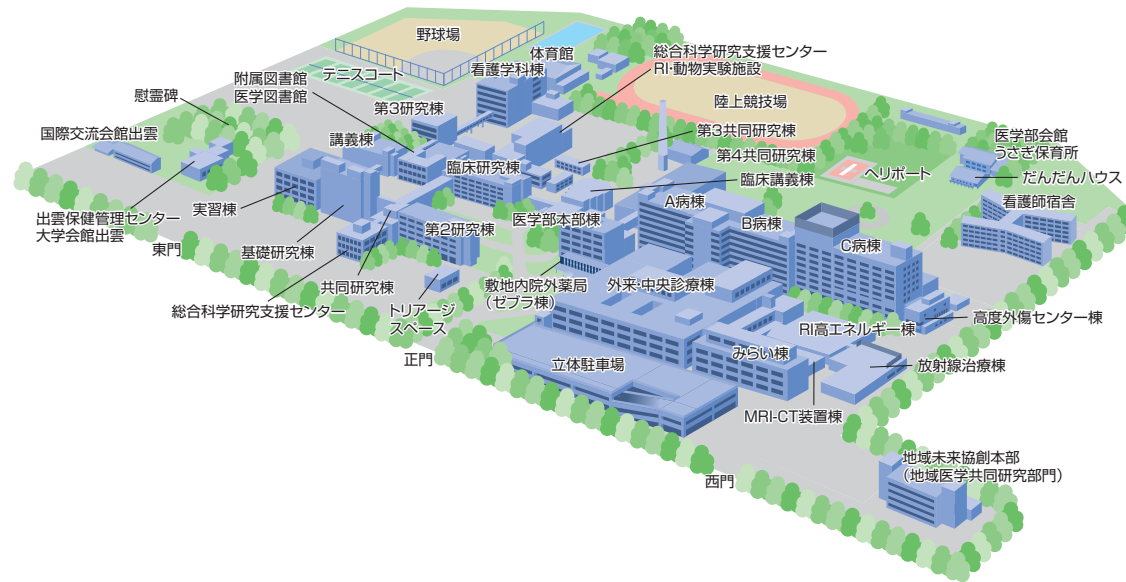 野球場
体育館
総合科学研究支援センター
RI・動物実験施設
看護学科棟
テニスコート
附属図書館
医学図書館
慰霊碑
第3研究棟
陸上競技場
国際交流会館出雲
講義棟
第3共同研究棟
医学部会館
うさぎ保育所
臨床研究棟
第4共同研究棟
ヘリポート
だんだんハウス
臨床講義棟
A病棟
看護師宿舎
出雲保健管理センター
大学会館出雲
実習棟
医学部本部棟
B病棟
第2研究棟
C病棟
東門
基礎研究棟
共同研究棟
敷地内院外薬局
（ゼブラ棟）
外来・中央診療棟
総合科学研究支援センター
トリアージ
スペース
高度外傷センター棟
RI高エネルギー棟
正門
立体駐車場
みらい棟
放射線治療棟
MRI-CT装置棟
地域未来協創本部
（地域医学共同研究部門）
西門